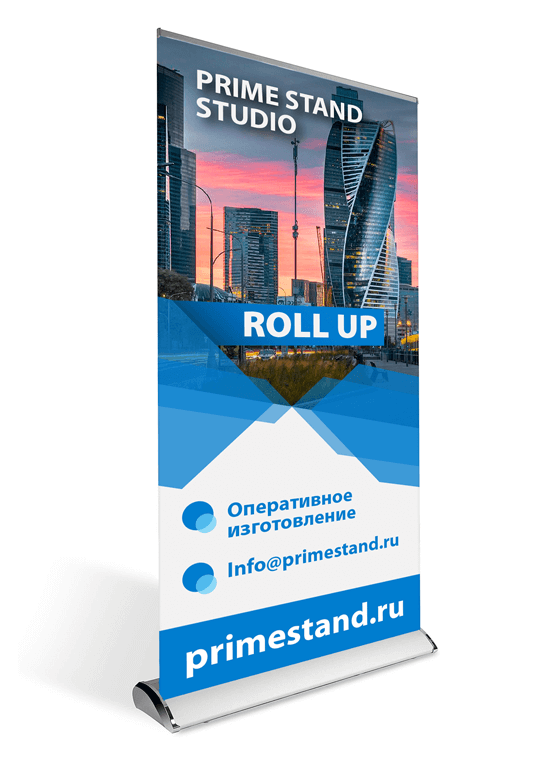 PRIME STAND
STUDIO
ROLL UP
Оперативное
изготовление
Info@primestand.ru
primestand.ru